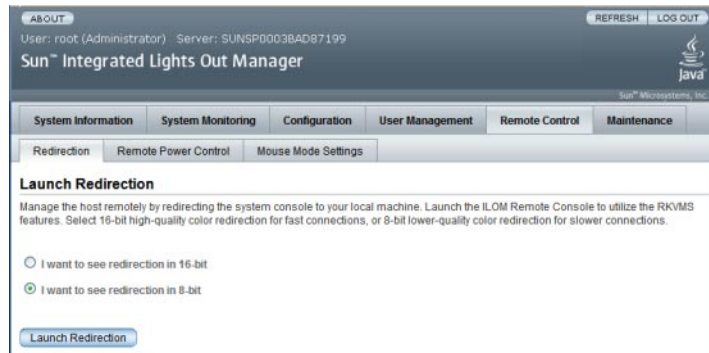 ABOUT
REFRESH LOG OUT
User: root (Administrator) Server: SUNSP0003BAD87199
Sun™ Integrated Lights Out Manager
Java
Sun™ Microsystems, Inc.
System Information System Monitoring Configuration User Management Remote Control Maintenance
Redirection Remote Power Control Mouse Mode Settings
Launch Redirection
Manage the host remotely by redirecting the system console to your local machine. Launch the ILOM Remote Console to utilize the RKVMS
features. Select 16-bit high-quality color redirection for fast connections, or 8-bit lower-quality color redirection for slower connections.
I want to see redirection in 16-bit
I want to see redirection in 8-bit
Launch Redirection